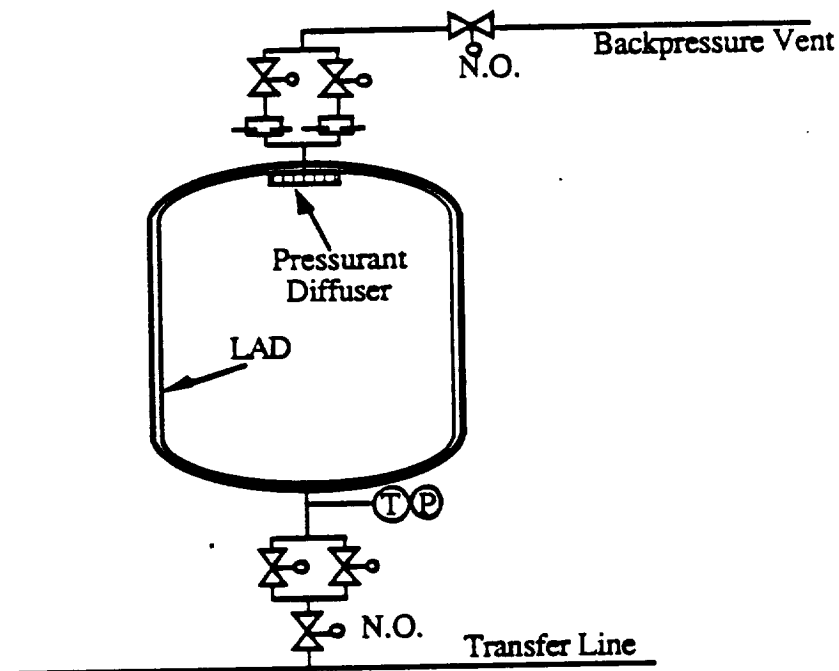 Backpressure Vent
N.O.
Pressurant
Diffuser
LAD
T P
N.O.
Transfer Line